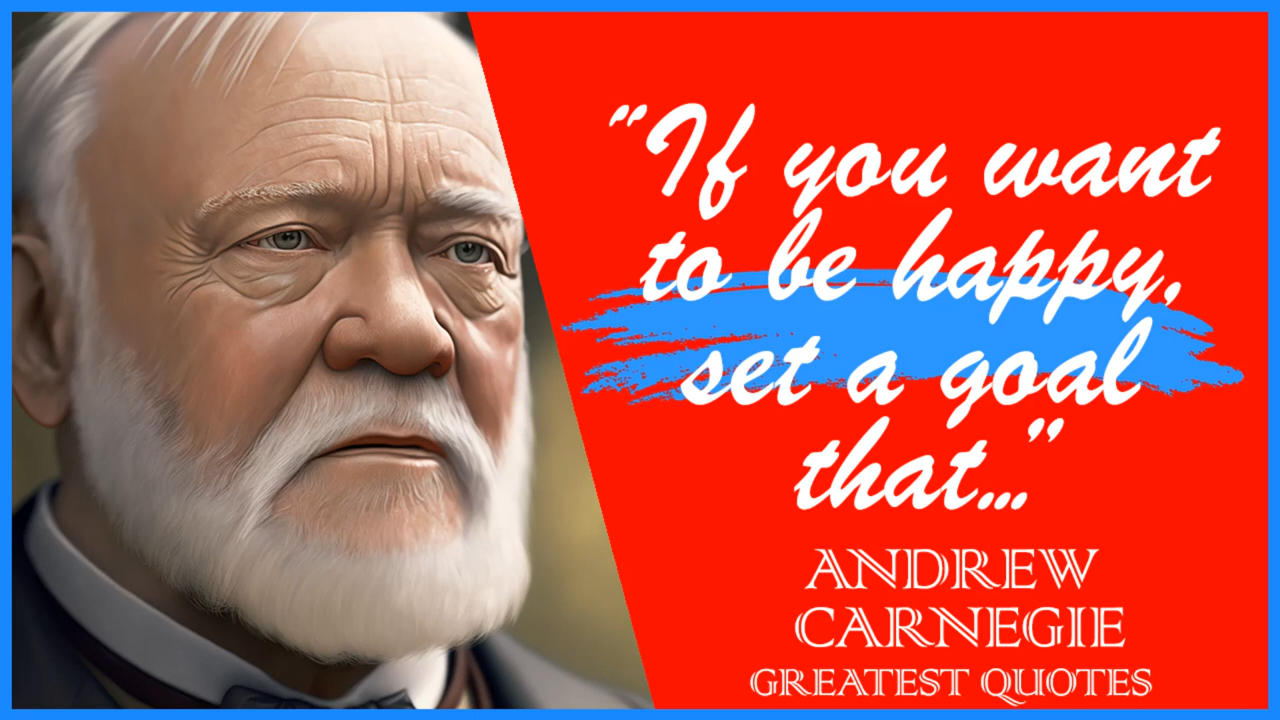 “If you want
to be happy,
set a goal
that...”
ANDREW
CARNEGIE
GREATEST QUOTES